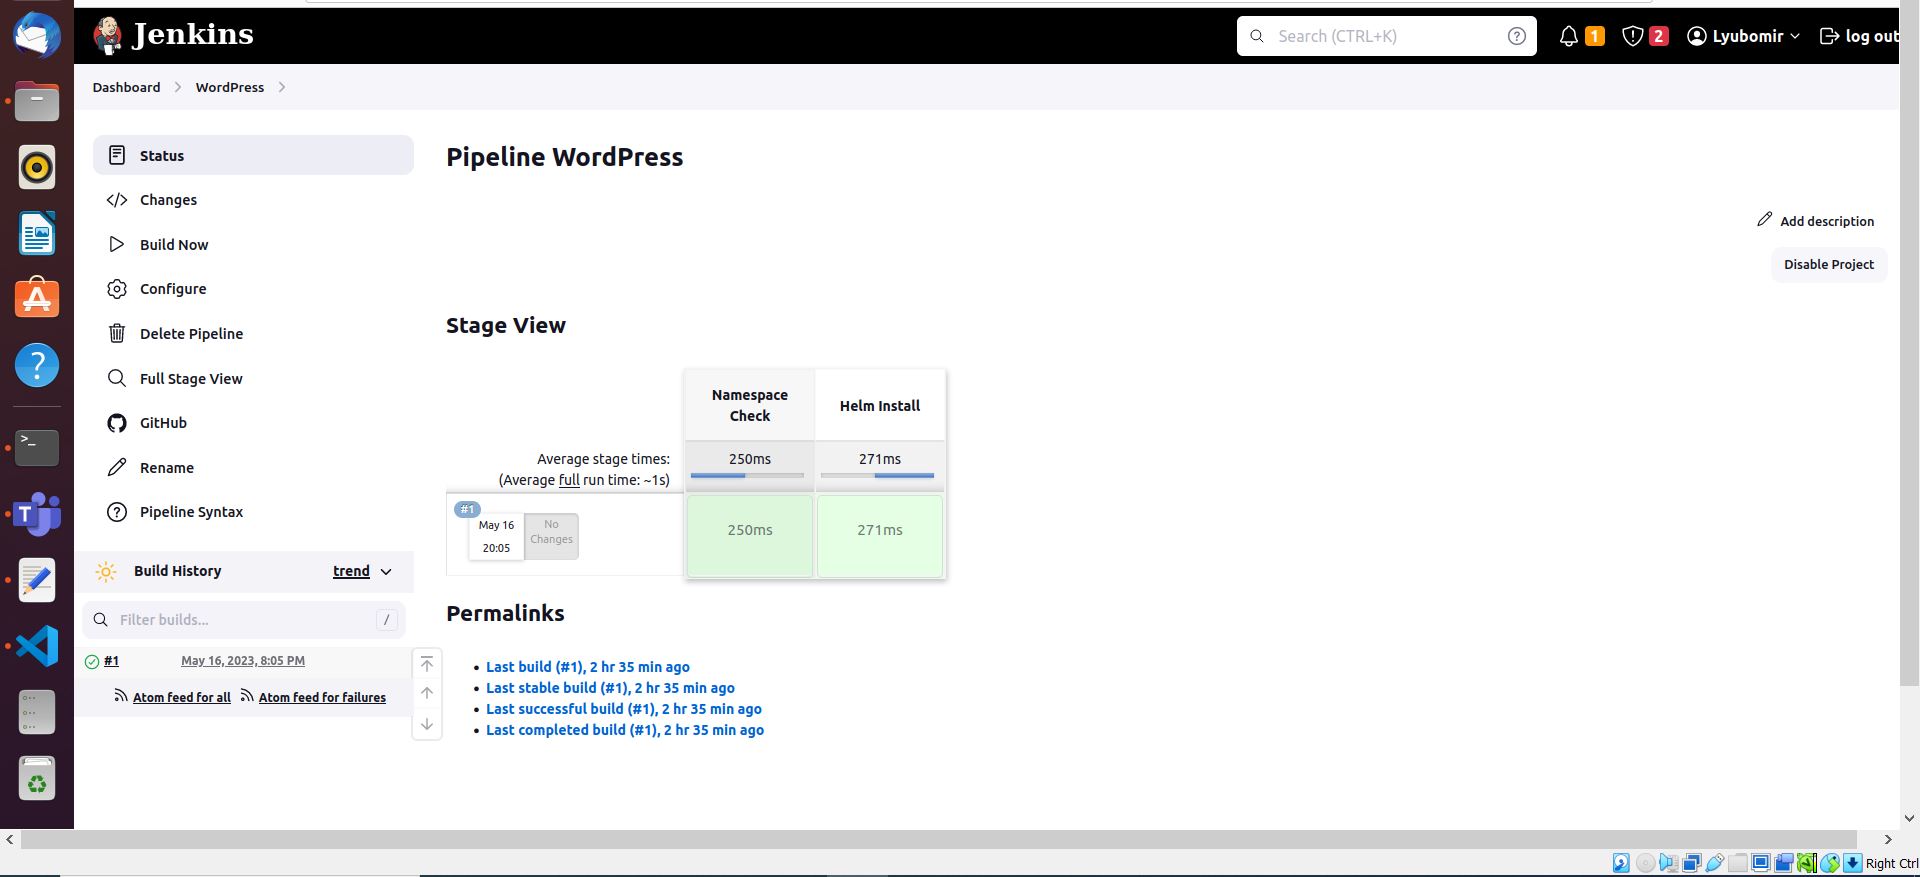 Jenkins
Search (CTRL+K)
?
1
2
Lyubomir
log out
Dashboard
WordPress
Status
Changes
Build Now
Configure
Delete Pipeline
Full Stage View
GitHub
Rename
Pipeline Syntax
Build History
trend
Filter builds...
/
#1
May 16, 2023, 8:05 PM
Atom feed for all
Atom feed for failures
Pipeline WordPress
Add description
Disable Project
Stage View
Namespace
Check
Helm Install
Average stage times:
(Average full run time: ~1s)
250ms
271ms
#1
May 16
20:05
No
Changes
250ms
271ms
Permalinks
• Last build (#1), 2 hr 35 min ago
• Last stable build (#1), 2 hr 35 min ago
• Last successful build (#1), 2 hr 35 min ago
• Last completed build (#1), 2 hr 35 min ago
Right Ctrl